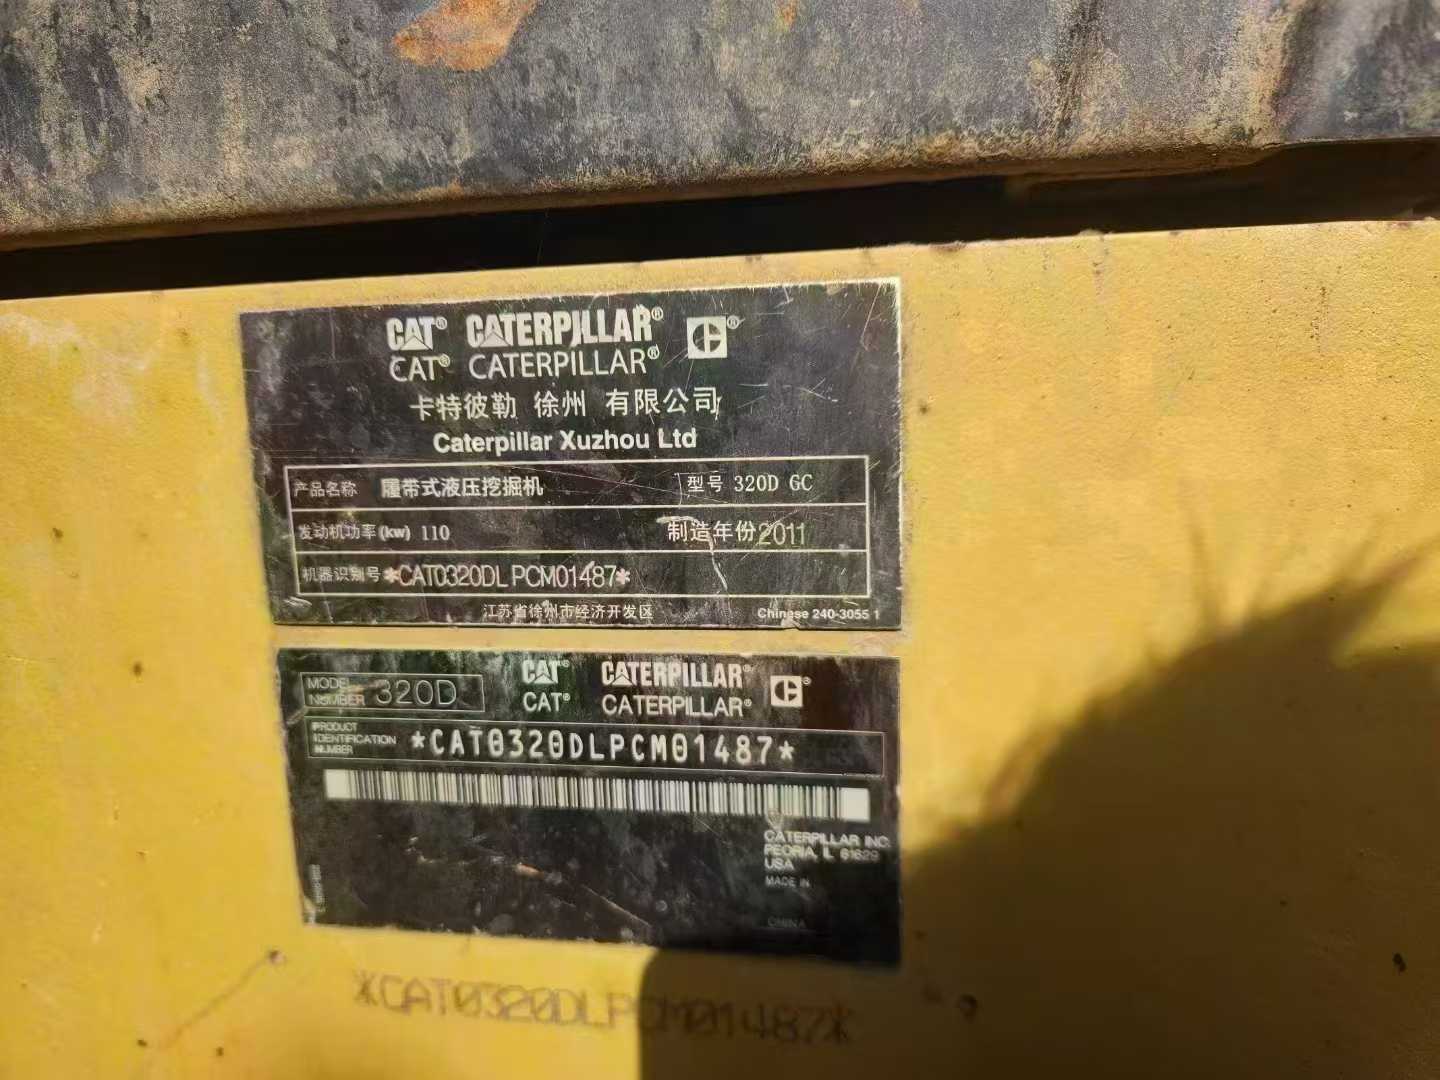 CAT® CATERPILLAR®
CAT® CATERPILLAR®
卡特彼勒 徐州 有限公司
Caterpillar Xuzhou Ltd
产品名称 履带式液压挖掘机 型号 320D GC
发动机功率(kw) 110 制造年份2011
机器识别号 *CAT0320DLPCM01487*
江苏省徐州市经济开发区 Chinese 240-3055 1
MODEL NUMBER 320D
CAT® CATERPILLAR®
CAT® CATERPILLAR®
PRODUCT
IDENTIFICATION
NUMBER
*CAT0320DLPCM01487*
CATERPILLAR INC.
PEORIA, IL 61629
USA
MADE IN
CHINA
*CAT0320DLPCM01487*